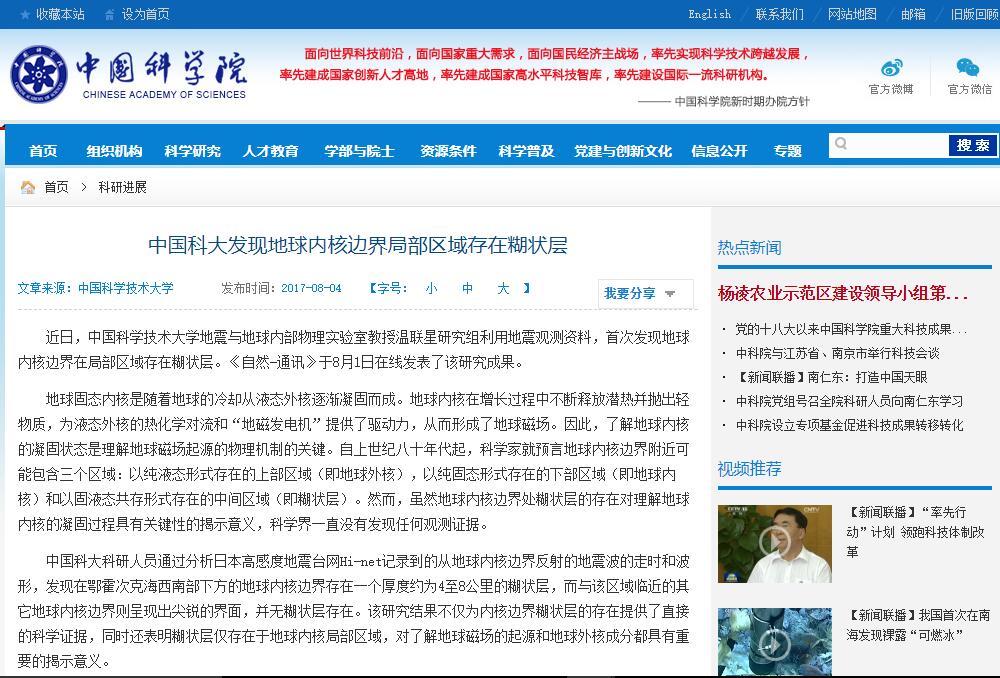 收藏本站 设为首页 English 联系我们 网站地图 邮箱 旧版回顾
中国科学院
CHINESE ACADEMY OF SCIENCES
面向世界科技前沿，面向国家重大需求，面向国民经济主战场，率先实现科学技术跨越发展，
率先建成国家创新人才高地，率先建成国家高水平科技智库，率先建设国际一流科研机构。
——— 中国科学院新时期办院方针
官方微博 官方微信
首页 组织机构 科学研究 人才教育 学部与院士 资源条件 科学普及 党建与创新文化 信息公开 专题 搜索
首页 > 科研进展
中国科大发现地球内核边界局部区域存在糊状层
文章来源：中国科学技术大学 发布时间：2017-08-04 【字号： 小 中 大 】 我要分享
近日，中国科学技术大学地震与地球内部物理实验室教授温联星研究组利用地震观测资料，首次发现地球
内核边界在局部区域存在糊状层。《自然-通讯》于8月1日在线发表了该研究成果。
地球固态内核是随着地球的冷却从液态外核逐渐凝固而成。地球内核在增长过程中不断释放潜热并抛出轻
物质，为液态外核的热化学对流和“地磁发电机”提供了驱动力，从而形成了地球磁场。因此，了解地球内核
的凝固状态是理解地球磁场起源的物理机制的关键。自上世纪八十年代起，科学家就预言地球内核边界附近可
能包含三个区域：以纯液态形式存在的上部区域（即地球外核），以纯固态形式存在的下部区域（即地球内
核）和以固液态共存形式存在的中间区域（即糊状层）。然而，虽然地球内核边界处糊状层的存在对理解地球
内核的凝固过程具有关键性的揭示意义，科学界一直没有发现任何观测证据。
中国科大科研人员通过分析日本高感度地震台网Hi-net记录到的从地球内核边界反射的地震波的走时和波
形，发现在鄂霍次克海西南部下方的地球内核边界存在一个厚度约为4至8公里的糊状层，而与该区域临近的其
它地球内核边界则呈现出尖锐的界面，并无糊状层存在。该研究结果不仅为内核边界糊状层的存在提供了直接
的科学证据，同时还表明糊状层仅存在于地球内核局部区域，对了解地球磁场的起源和地球外核成分都具有重
要的揭示意义。
热点新闻
杨凌农业示范区建设领导小组第...
· 党的十八大以来中国科学院重大科技成果...
· 中科院与江苏省、南京市举行科技会谈
· 【新闻联播】南仁东：打造中国天眼
· 中科院党组号召全院科研人员向南仁东学习
· 中科院设立专项基金促进科技成果转移转化
视频推荐
【新闻联播】“率先行
动”计划 领跑科技体制改
革
【新闻联播】我国首次在南
海发现裸露“可燃冰”